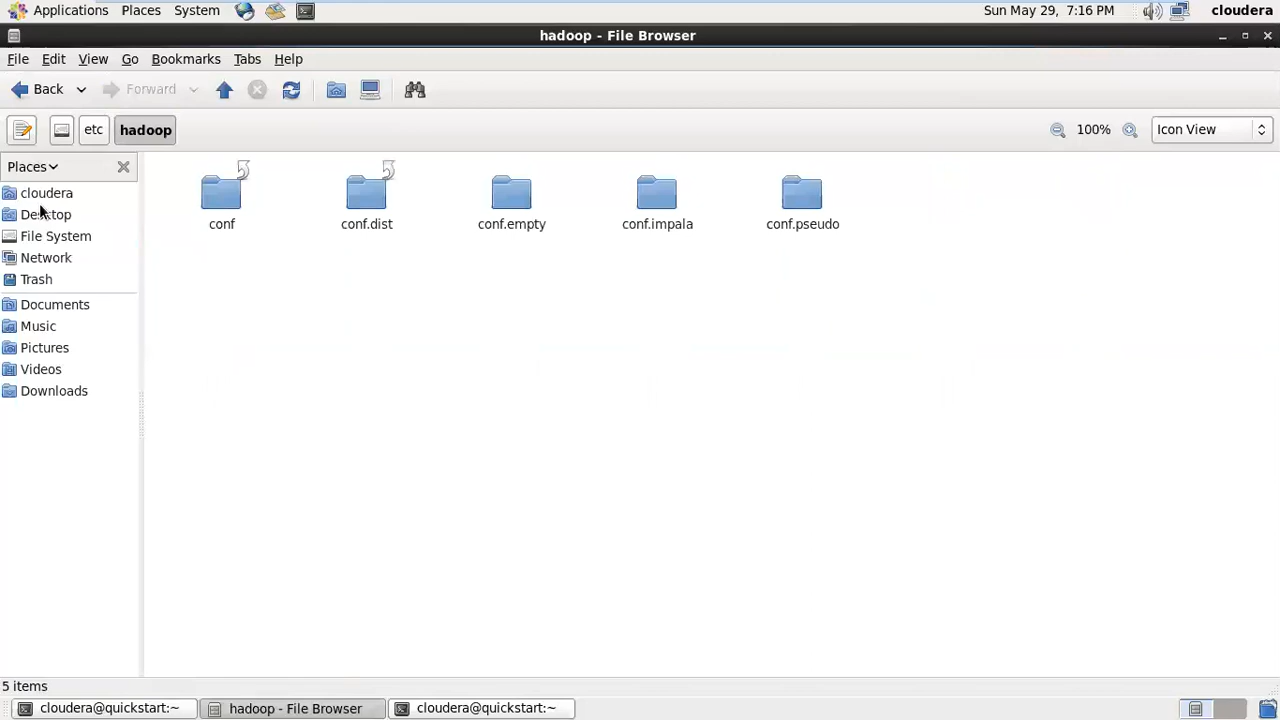 Applications Places System Sun May 29, 7:16 PM cloudera
hadoop - File Browser
File Edit View Go Bookmarks Tabs Help
Back Forward
etc hadoop 100% Icon View
Places
cloudera
Desktop
File System
Network
Trash
Documents
Music
Pictures
Videos
Downloads
conf conf.dist conf.empty conf.impala conf.pseudo
5 items
cloudera@quickstart:~ hadoop - File Browser cloudera@quickstart:~